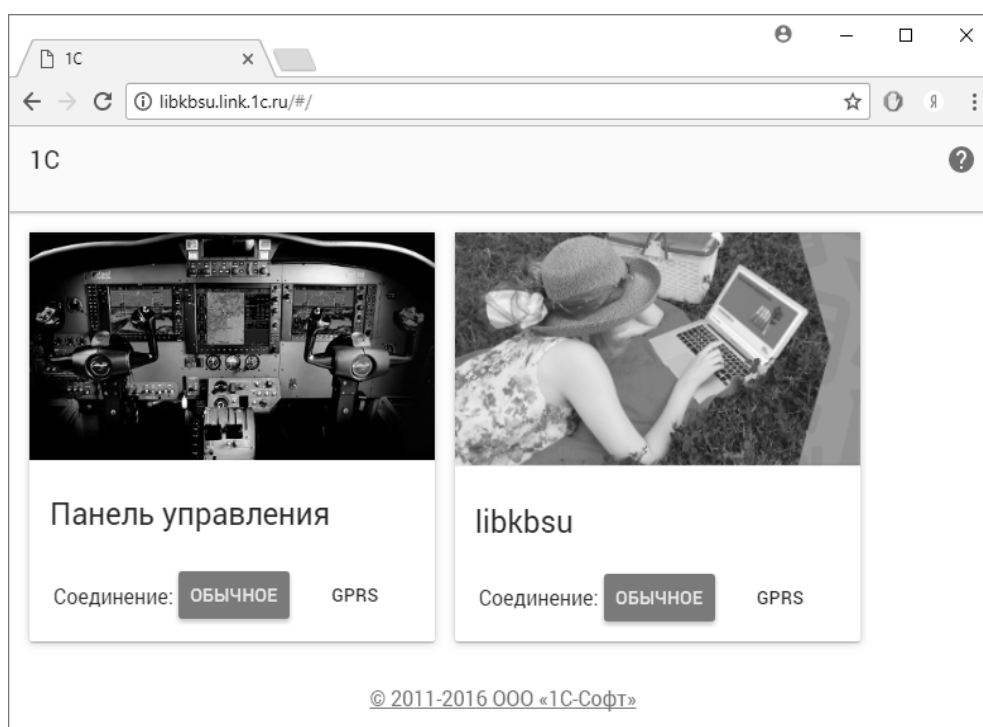 1C
libkbsu.link.1c.ru/#/
Я
1C
?
Панель управления
Соединение: ОБЫЧНОЕ GPRS
libkbsu
Соединение: ОБЫЧНОЕ GPRS
© 2011-2016 ООО «1С-Софт»